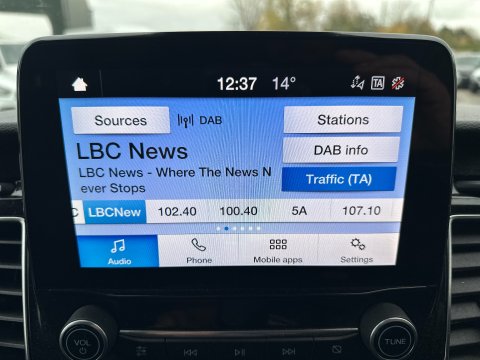 12:37 14°
TA
Sources DAB Stations
LBC News
DAB info
LBC News - Where The News N
ever Stops
Traffic (TA)
C LBCNew 102.40 100.40 5A 107.10
Audio Phone Mobile apps Settings
VOL TUNE